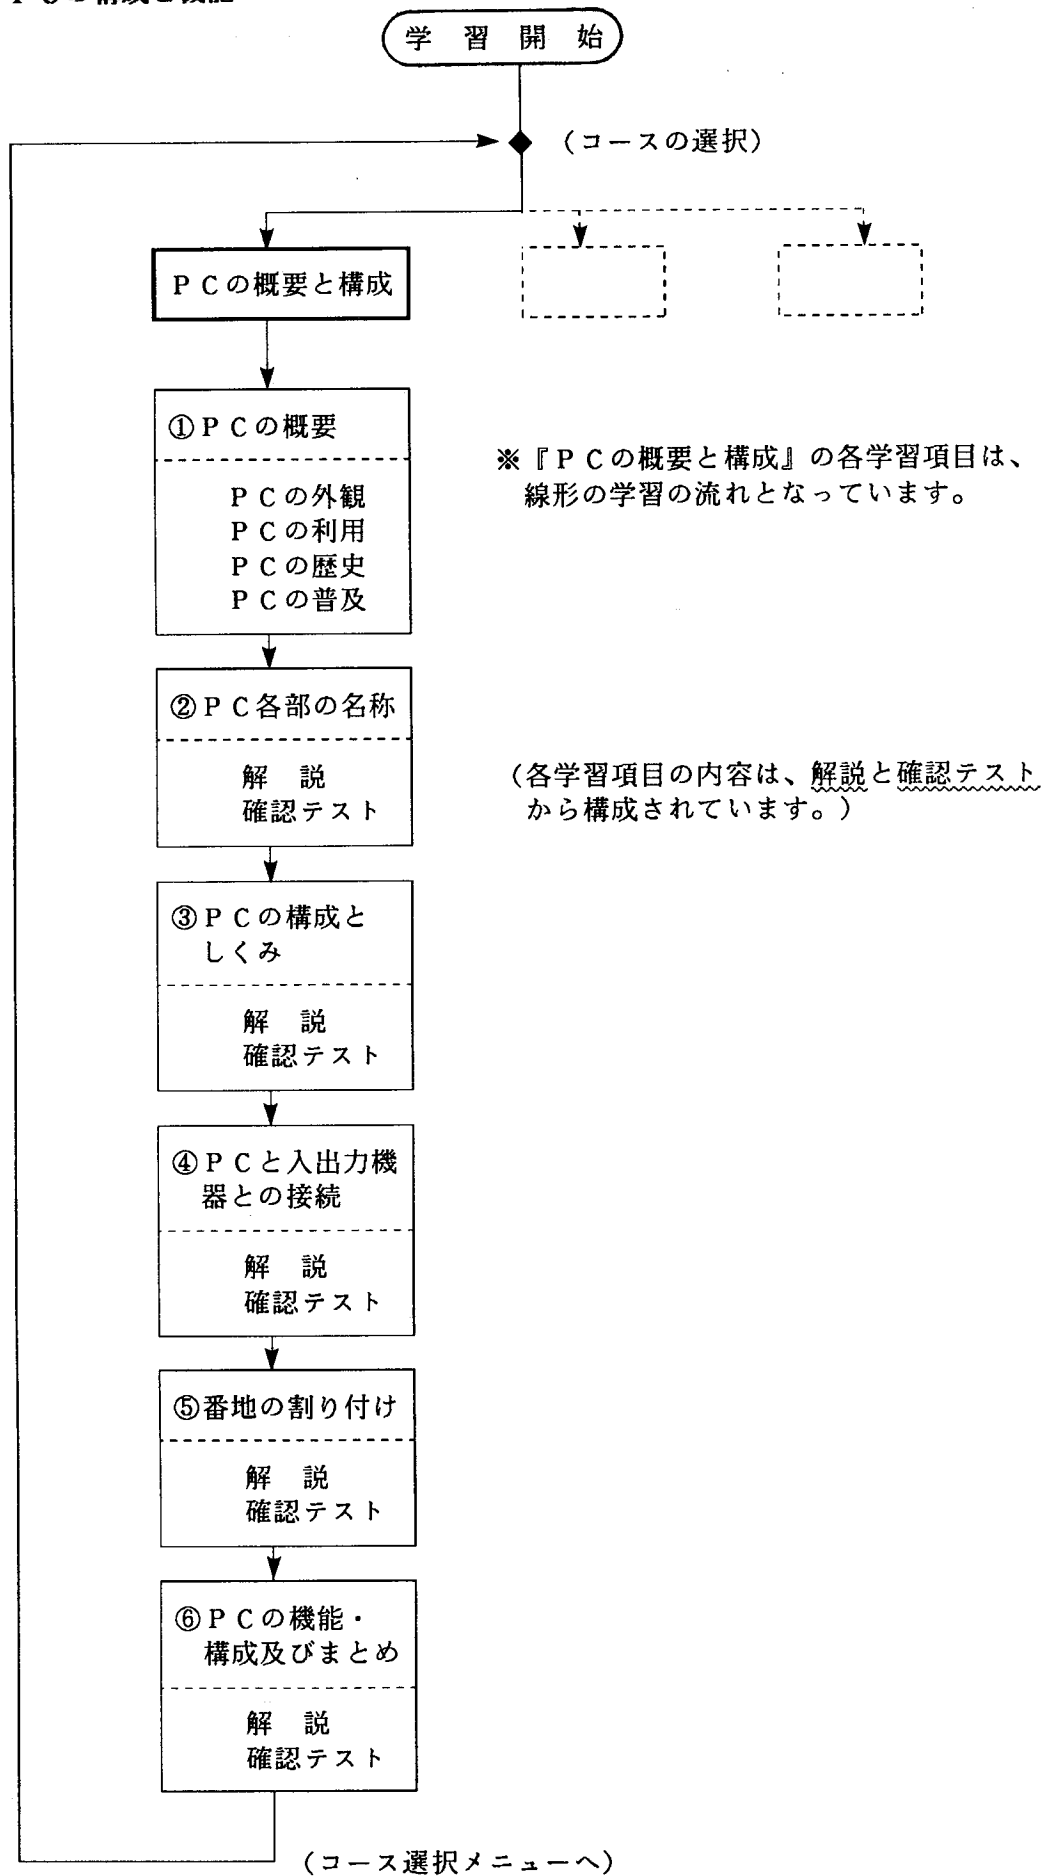 学習開始
（コースの選択）
ＰＣの概要と構成
①ＰＣの概要
ＰＣの外観
ＰＣの利用
ＰＣの歴史
ＰＣの普及
※『ＰＣの概要と構成』の各学習項目は、
線形の学習の流れとなっています。
②ＰＣ各部の名称
解　説
確認テスト
（各学習項目の内容は、解説と確認テスト
から構成されています。）
③ＰＣの構成と
しくみ
解　説
確認テスト
④ＰＣと入出力機
器との接続
解　説
確認テスト
⑤番地の割り付け
解　説
確認テスト
⑥ＰＣの機能・
構成及びまとめ
解　説
確認テスト
（コース選択メニューへ）